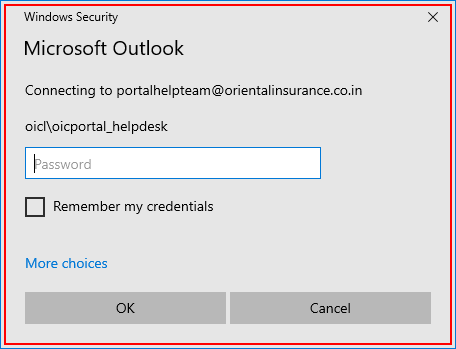 Windows Security
Microsoft Outlook
Connecting to portalhelpteam@orientalinsurance.co.in
oicl\oicportal_helpdesk
Password
Remember my credentials
More choices
OK
Cancel